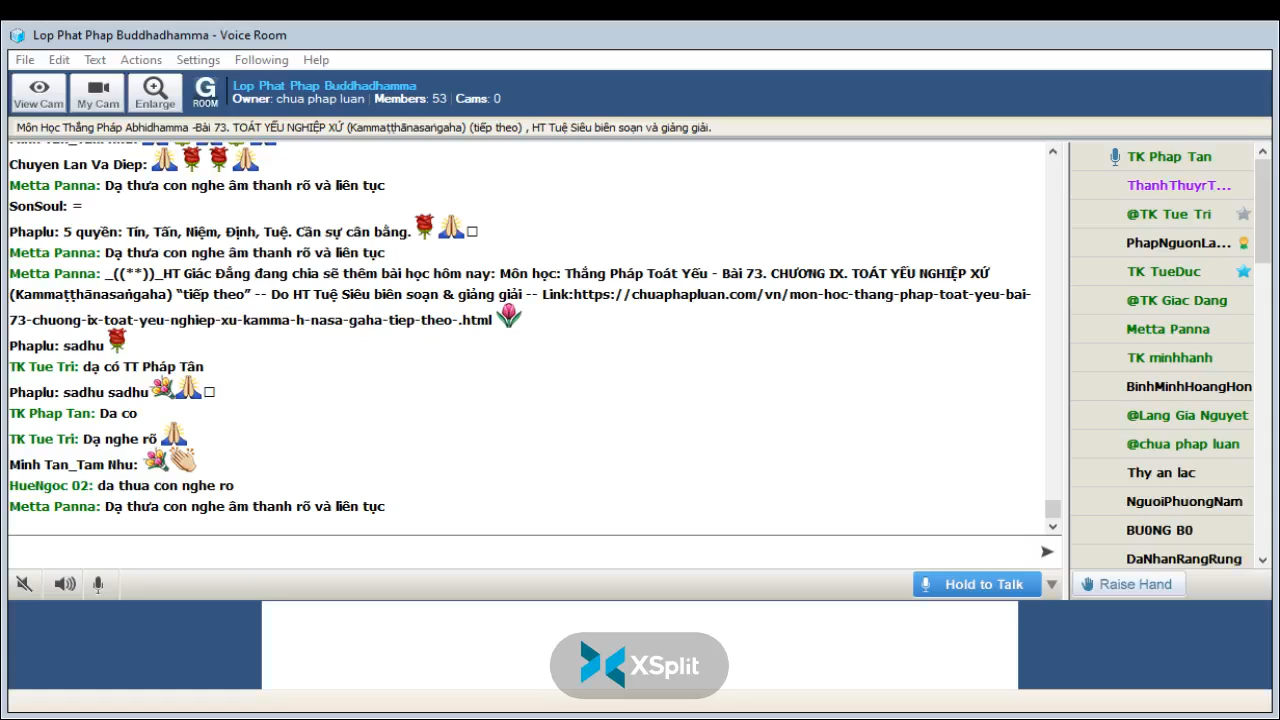 Lop Phat Phap Buddhadhamma - Voice Room
File Edit Text Actions Settings Following Help
View Cam My Cam Enlarge G ROOM
Lop Phat Phap Buddhadhamma
Owner: chua phap luan | Members: 53 | Cams: 0
Môn Học Thắng Pháp Abhidhamma -Bài 73. TOÁT YẾU NGHIỆP XỨ (Kammaṭṭhānasaṅgaha) (tiếp theo) , HT Tuệ Siêu biên soạn và giảng giải.
Chuyen Lan Va Diep:
Metta Panna: Dạ thưa con nghe âm thanh rõ và liên tục
SonSoul: =
Phaplu: 5 quyền: Tín, Tấn, Niệm, Định, Tuệ. Cần sự cân bằng.
Metta Panna: Dạ thưa con nghe âm thanh rõ và liên tục
Metta Panna: _((**))_HT Giác Đẳng đang chia sẽ thêm bài học hôm nay: Môn học: Thắng Pháp Toát Yếu - Bài 73. CHƯƠNG IX. TOÁT YẾU NGHIỆP XỨ
(Kammaṭṭhānasaṅgaha) “tiếp theo” -- Do HT Tuệ Siêu biên soạn & giảng giải -- Link:https://chuaphapluan.com/vn/mon-hoc-thang-phap-toat-yeu-bai-
73-chuong-ix-toat-yeu-nghiep-xu-kamma-h-nasa-gaha-tiep-theo-.html
Phaplu: sadhu
TK Tue Tri: dạ có TT Pháp Tân
Phaplu: sadhu sadhu
TK Phap Tan: Da co
TK Tue Tri: Dạ nghe rõ
Minh Tan_Tam Nhu:
HueNgoc 02: da thua con nghe ro
Metta Panna: Dạ thưa con nghe âm thanh rõ và liên tục
Hold to Talk
TK Phap Tan
ThanhThuyrT...
@TK Tue Tri
PhapNguonLa...
TK TueDuc
@TK Giac Dang
Metta Panna
TK minhhanh
BinhMinhHoangHon
@Lang Gia Nguyet
@chua phap luan
Thy an lac
NguoiPhuongNam
BU0NG B0
DaNhanRangRung
Raise Hand
XSplit